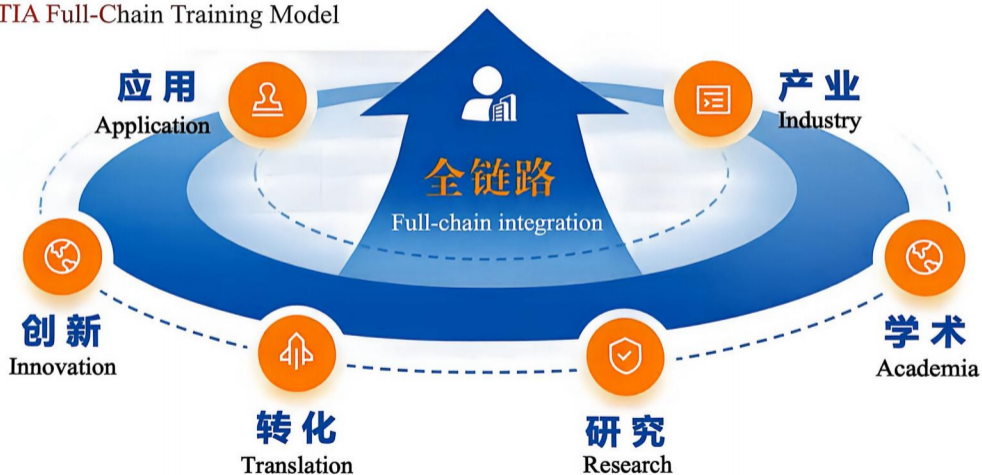 TIA Full-Chain Training Model
应用
Application
产业
Industry
全链路
Full-chain integration
创新
Innovation
学术
Academia
转化
Translation
研究
Research